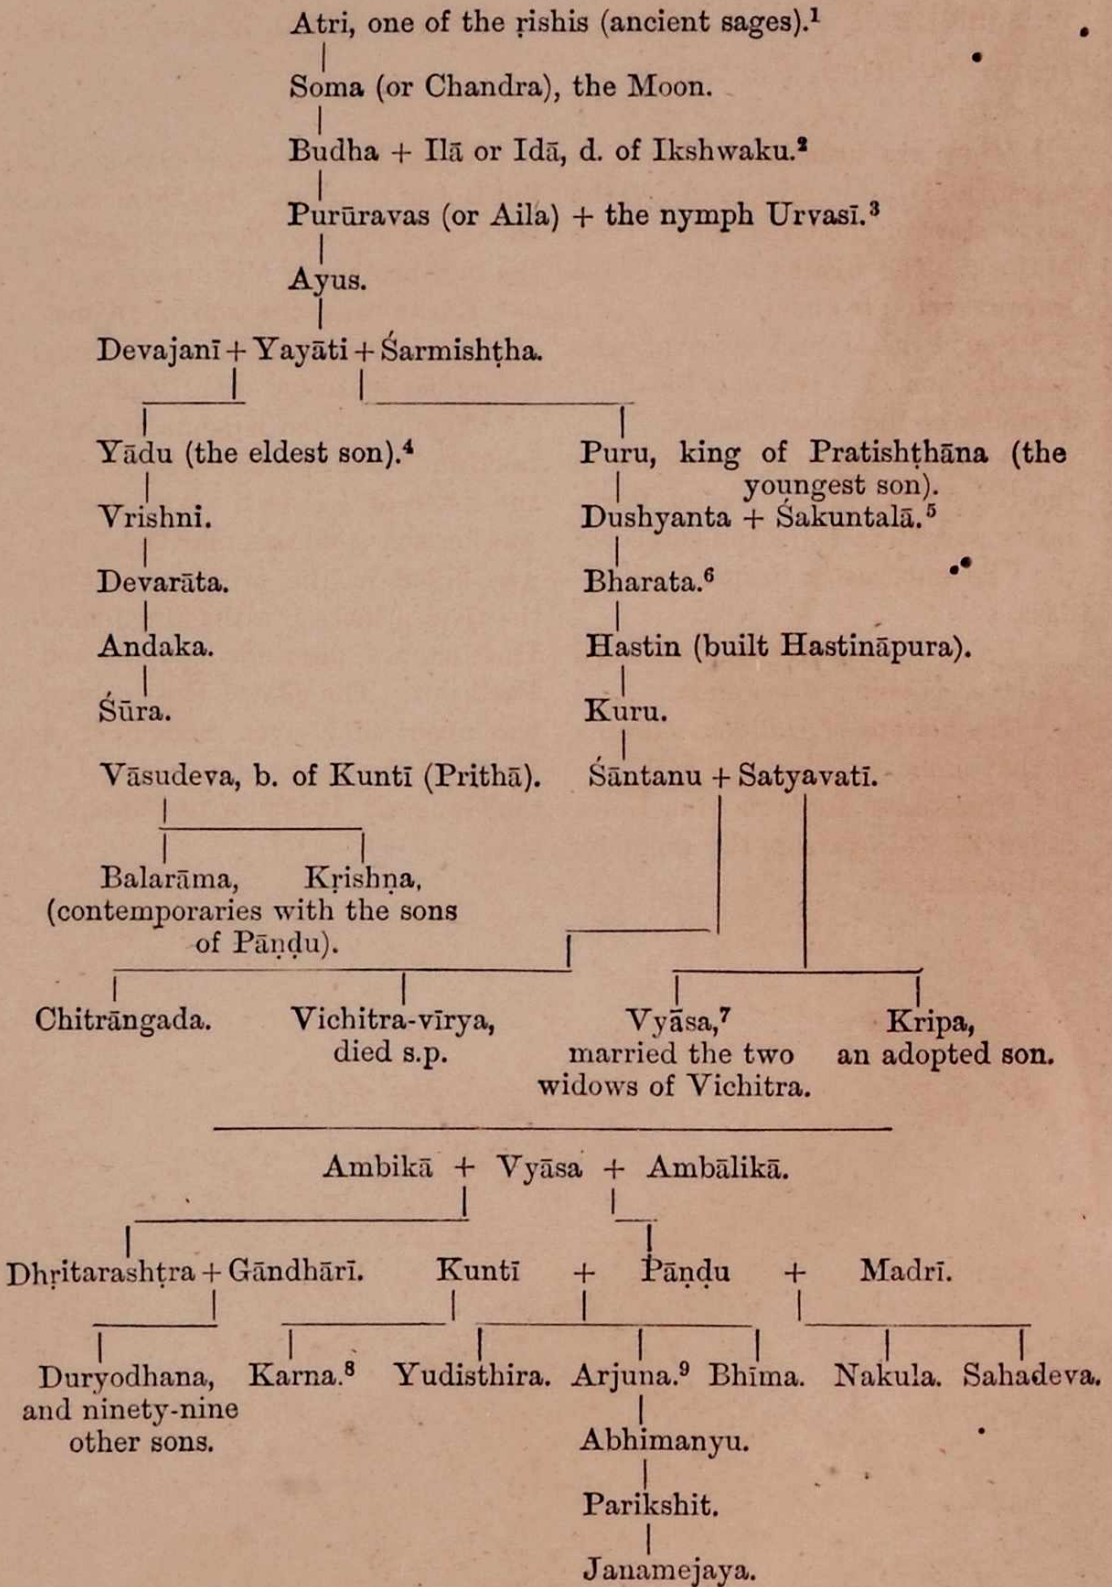 Atri, one of the ṛishis (ancient sages).¹
Soma (or Chandra), the Moon.
Budha + Ilā or Idā, d. of Ikshwaku.²
Purūravas (or Aila) + the nymph Urvasī.³
Ayus.
Devajanī + Yayāti + Śarmishṭha.
Yādu (the eldest son).⁴ Puru, king of Pratishṭhāna (the
youngest son).
Vrishni. Dushyanta + Śakuntalā.⁵
Devarāta. Bharata.⁶
Andaka. Hastin (built Hastināpura).
Śūra. Kuru.
Vāsudeva, b. of Kuntī (Prithā). Śāntanu + Satyavatī.
Balarāma, Kṛishṇa,
(contemporaries with the sons
of Pāṇḍu).
Chitrāngada. Vichitra-vīrya, Vyāsa,⁷ Kripa,
died s.p. married the two an adopted son.
widows of Vichitra.
Ambikā + Vyāsa + Ambālikā.
Dhṛitarashṭra + Gāndhārī. Kuntī + Pāṇḍu + Madrī.
Duryodhana, Karna.⁸ Yudisthira. Arjuna.⁹ Bhīma. Nakula. Sahadeva.
and ninety-nine
other sons.
Abhimanyu.
Parikshit.
Janamejaya.